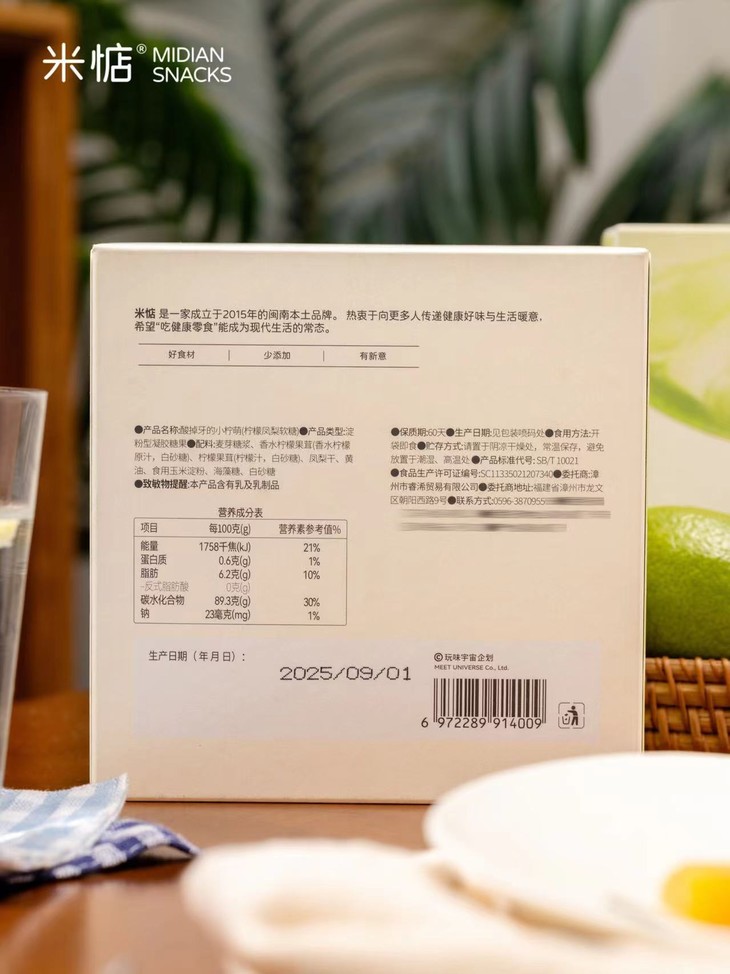 米惦® MIDIAN
SNACKS
米惦 是一家成立于2015年的闽南本土品牌。 热衷于向更多人传递健康好味与生活暖意，
希望“吃健康零食”能成为现代生活的常态。
好食材 | 少添加 | 有新意
●产品名称:酸掉牙的小柠萌(柠檬凤梨软糖)●产品类型:淀
粉型凝胶糖果●配料:麦芽糖浆、香水柠檬果茸(香水柠檬
原汁，白砂糖)、柠檬果茸(柠檬汁，白砂糖)、凤梨干、黄
油、食用玉米淀粉、海藻糖、白砂糖
●致敏物提醒:本产品含有乳及乳制品
●保质期:60天●生产日期:见包装喷码处●食用方法:开
袋即食●贮存方式:请置于阴凉干燥处，常温保存，避免
放置于潮湿、高温处●产品标准代号: SB/T 10021
●食品生产许可证编号:SC11335021207340●委托商:漳
州市睿浠贸易有限公司●委托商地址:福建省漳州市龙文
区朝阳西路9号●联系方式:0596-3870955
营养成分表
项目 每100克(g) 营养素参考值%
能量 1758千焦(kJ) 21%
蛋白质 0.6克(g) 1%
脂肪 6.2克(g) 10%
-反式脂肪酸 0克(g)
碳水化合物 89.3克(g) 30%
钠 23毫克(mg) 1%
生产日期（年月日）：
2025/09/01
©玩味宇宙企划
MEET UNIVERSE Co., Ltd.
6 972289 914009